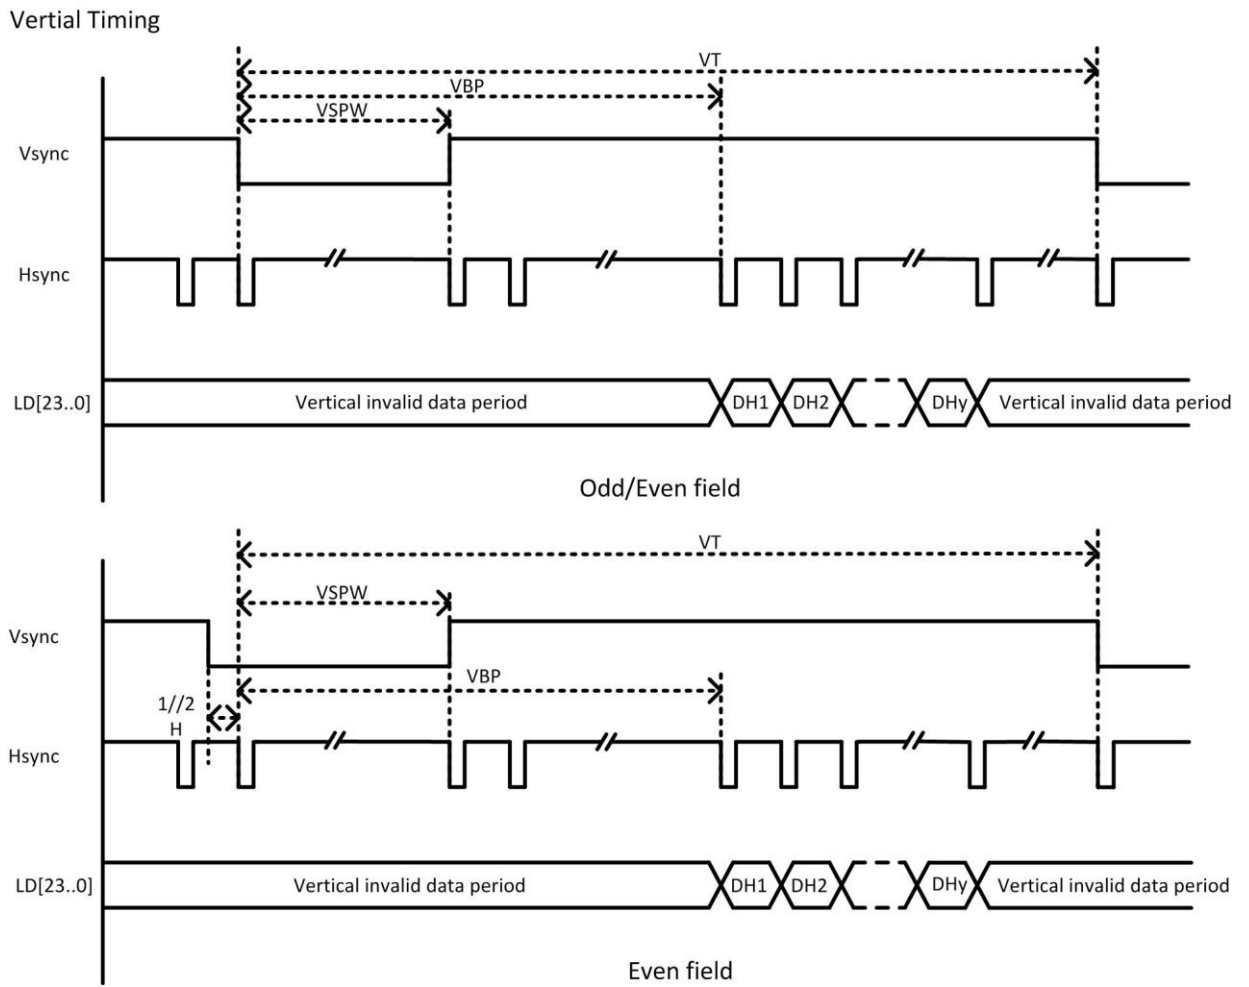 Vertial Timing
VT
VBP
VSPW
Vsync
Hsync
LD[23..0]
Vertical invalid data period
DH1
DH2
DHy
Vertical invalid data period
Odd/Even field
VT
VSPW
Vsync
VBP
1//2
H
Hsync
LD[23..0]
Vertical invalid data period
DH1
DH2
DHy
Vertical invalid data period
Even field